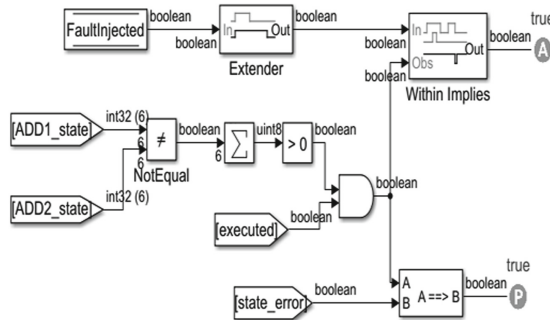 boolean
boolean
boolean
true
FaultInjected
In
Out
boolean
boolean
In
Out
boolean
A
Extender
Obs
boolean
Within Implies
int32 (6)
[ADD1_state]
boolean
uint8
boolean
6
≠
∑
> 0
6
6
NotEqual
boolean
[ADD2_state]
int32 (6)
[executed]
boolean
true
boolean
A
boolean
A ==> B
P
[state_error]
B